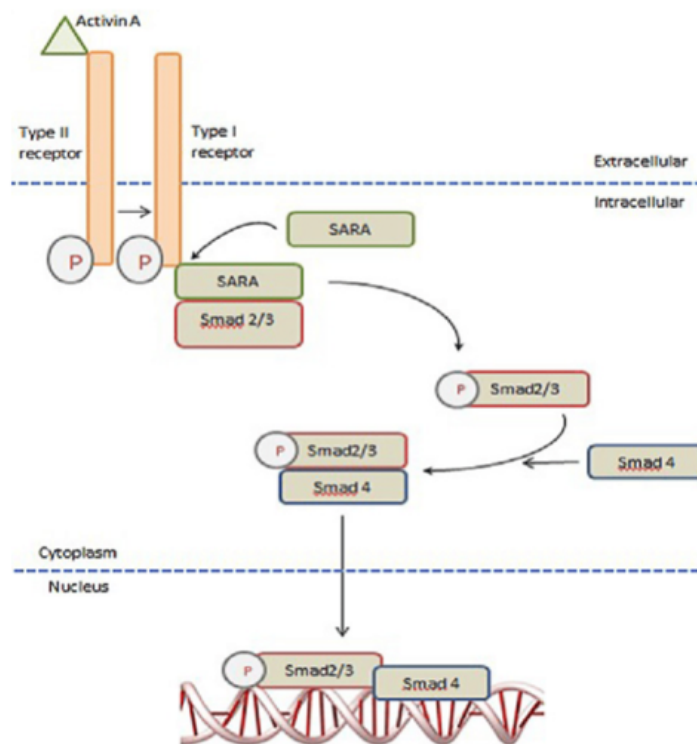 Activin A
Type II
receptor
Type I
receptor
Extracellular
Intracellular
SARA
P
P
SARA
Smad 2/3
P
Smad2/3
P
Smad2/3
Smad 4
Smad 4
Cytoplasm
Nucleus
P
Smad2/3
Smad 4